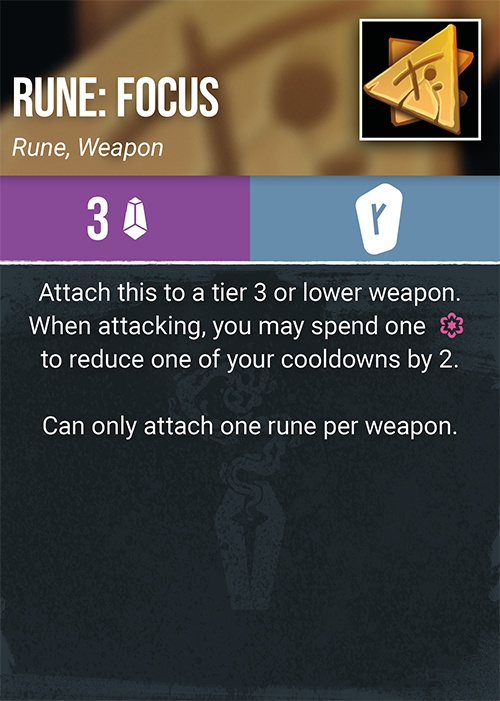 RUNE: FOCUS
Rune, Weapon
3
Attach this to a tier 3 or lower weapon.
When attacking, you may spend one
to reduce one of your cooldowns by 2.
Can only attach one rune per weapon.